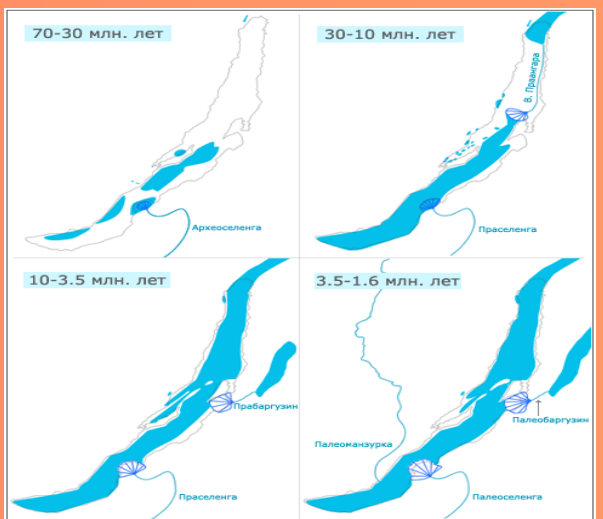 70-30 млн. лет
Археоселенга
30-10 млн. лет
В. Праангара
Праселенга
10-3.5 млн. лет
Прабаргузин
Праселенга
3.5-1.6 млн. лет
Палеобаргузин
Палеоманзурка
Палеоселенга